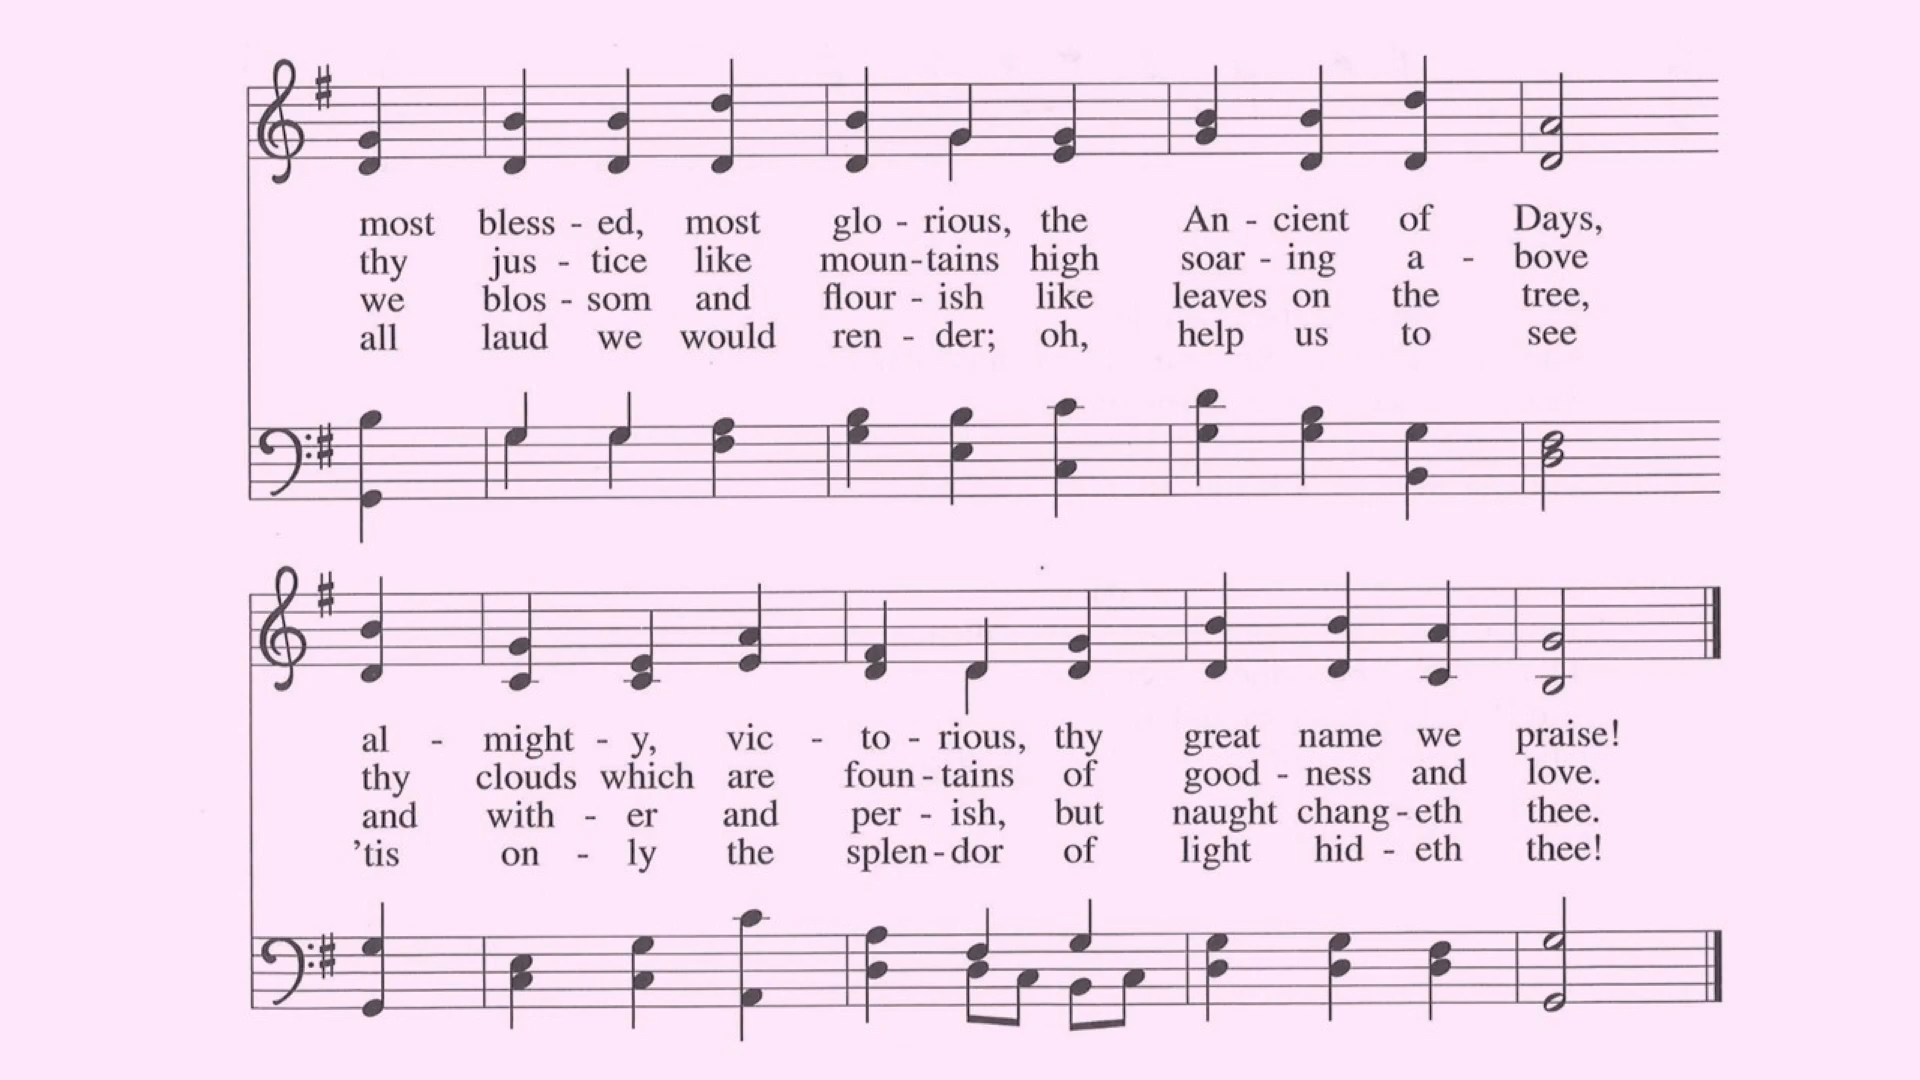 most bless - ed, most glo - rious, the An - cient of Days,
thy jus - tice like moun - tains high soar - ing a - bove
we blos - som and flour - ish like leaves on the tree,
all laud we would ren - der; oh, help us to see
al - might - y, vic - to - rious, thy great name we praise!
thy clouds which are foun - tains of good - ness and love.
and with - er and per - ish, but naught chang - eth thee.
’tis on - ly the splen - dor of light hid - eth thee!